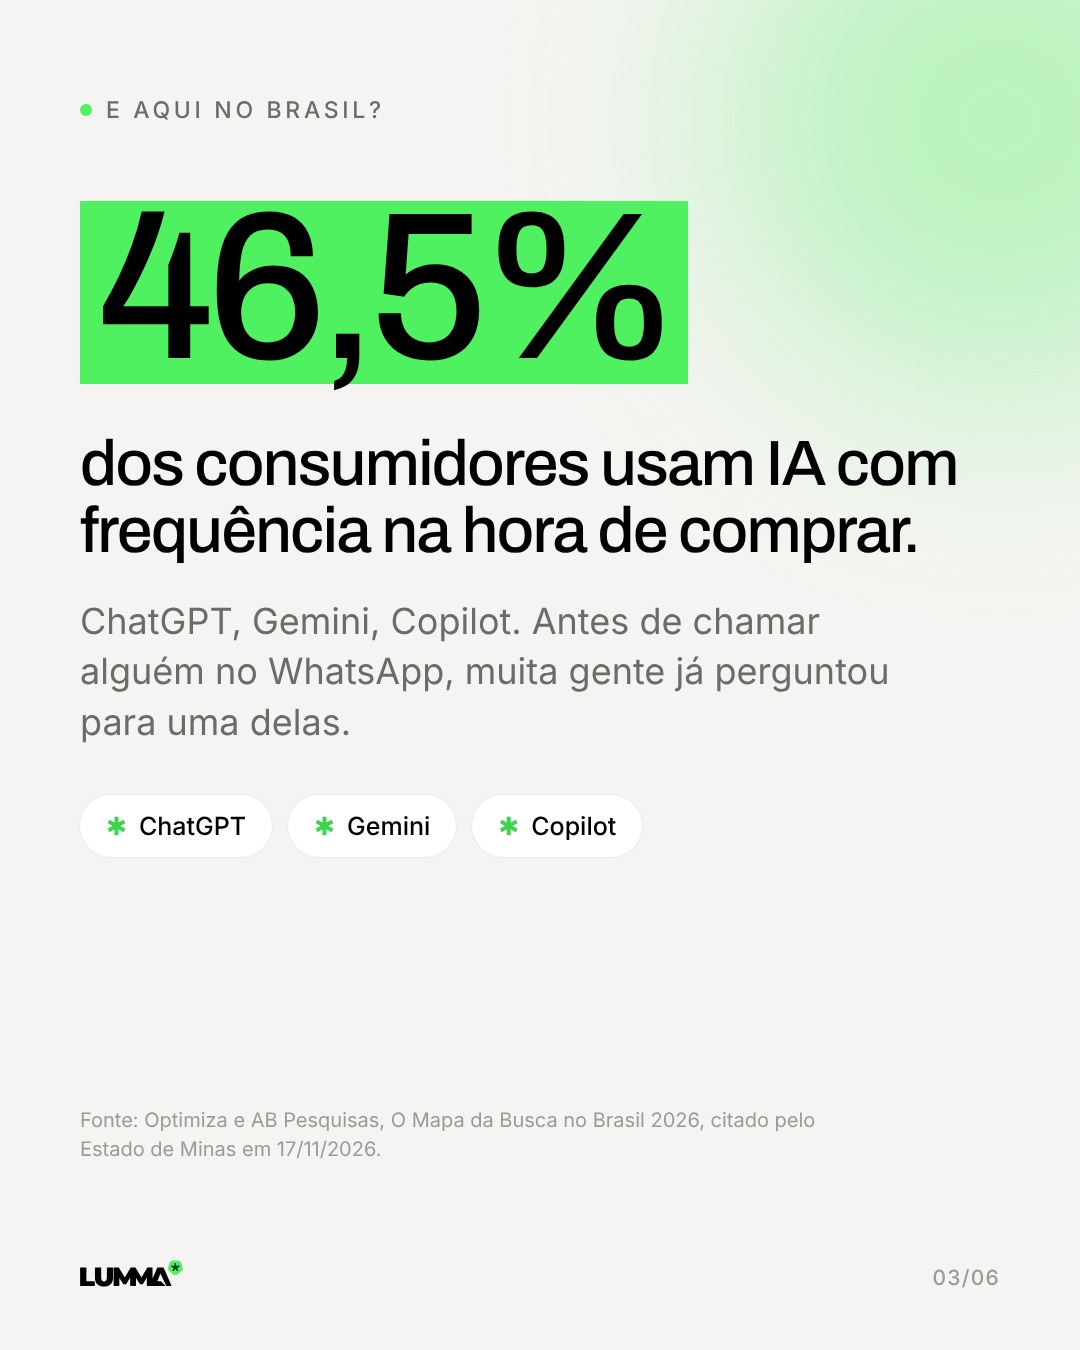 E AQUI NO BRASIL?
46,5%
dos consumidores usam IA com
frequência na hora de comprar.
ChatGPT, Gemini, Copilot. Antes de chamar
alguém no WhatsApp, muita gente já perguntou
para uma delas.
ChatGPT
Gemini
Copilot
Fonte: Optimiza e AB Pesquisas, O Mapa da Busca no Brasil 2026, citado pelo
Estado de Minas em 17/11/2026.
LUMMA
03/06